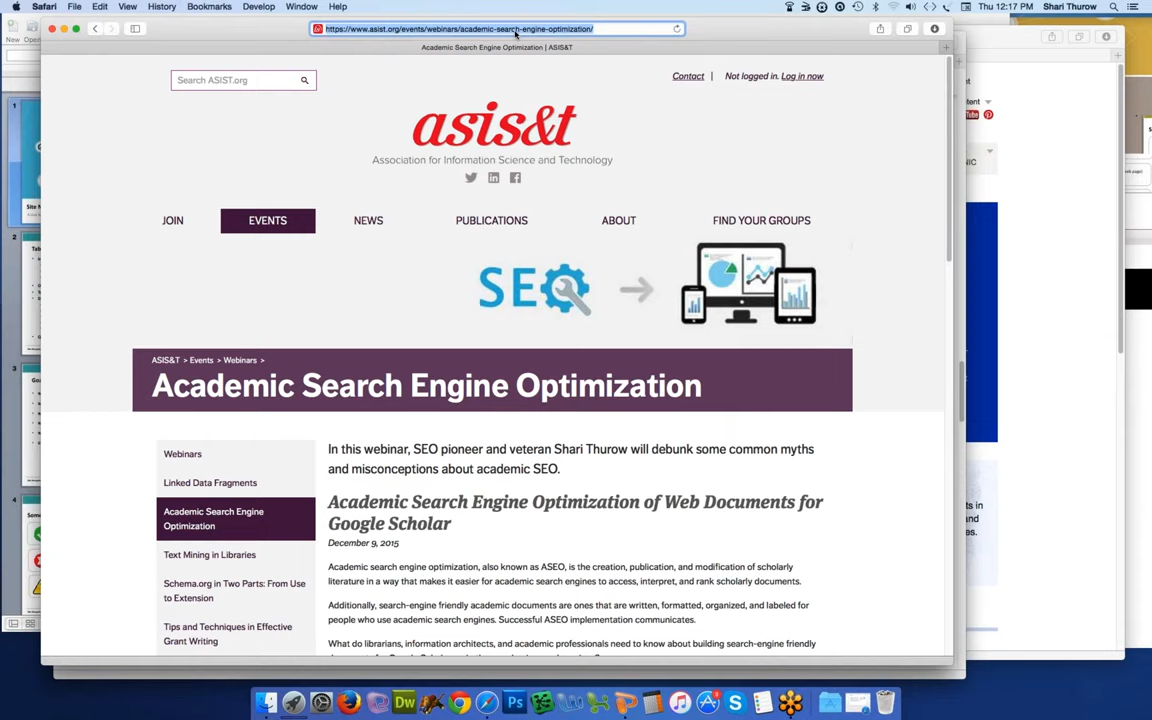 Safari File Edit View History Bookmarks Develop Window Help
Thu 12:17 PM Shari Thurow
https://www.asist.org/events/webinars/academic-search-engine-optimization/
Academic Search Engine Optimization | ASIS&T
Search ASIST.org
Contact | Not logged in. Log in now
asis&t
Association for Information Science and Technology
JOIN EVENTS NEWS PUBLICATIONS ABOUT FIND YOUR GROUPS
SEO
ASIS&T > Events > Webinars >
Academic Search Engine Optimization
Webinars
Linked Data Fragments
Academic Search Engine
Optimization
Text Mining in Libraries
Schema.org in Two Parts: From Use
to Extension
Tips and Techniques in Effective
Grant Writing
In this webinar, SEO pioneer and veteran Shari Thurow will debunk some common myths
and misconceptions about academic SEO.
Academic Search Engine Optimization of Web Documents for
Google Scholar
December 9, 2015
Academic search engine optimization, also known as ASEO, is the creation, publication, and modification of scholarly
literature in a way that makes it easier for academic search engines to access, interpret, and rank scholarly documents.
Additionally, search-engine friendly academic documents are ones that are written, formatted, organized, and labeled for
people who use academic search engines. Successful ASEO implementation communicates.
What do librarians, information architects, and academic professionals need to know about building search-engine friendly
New
1
2
3
4
Dw
Ps